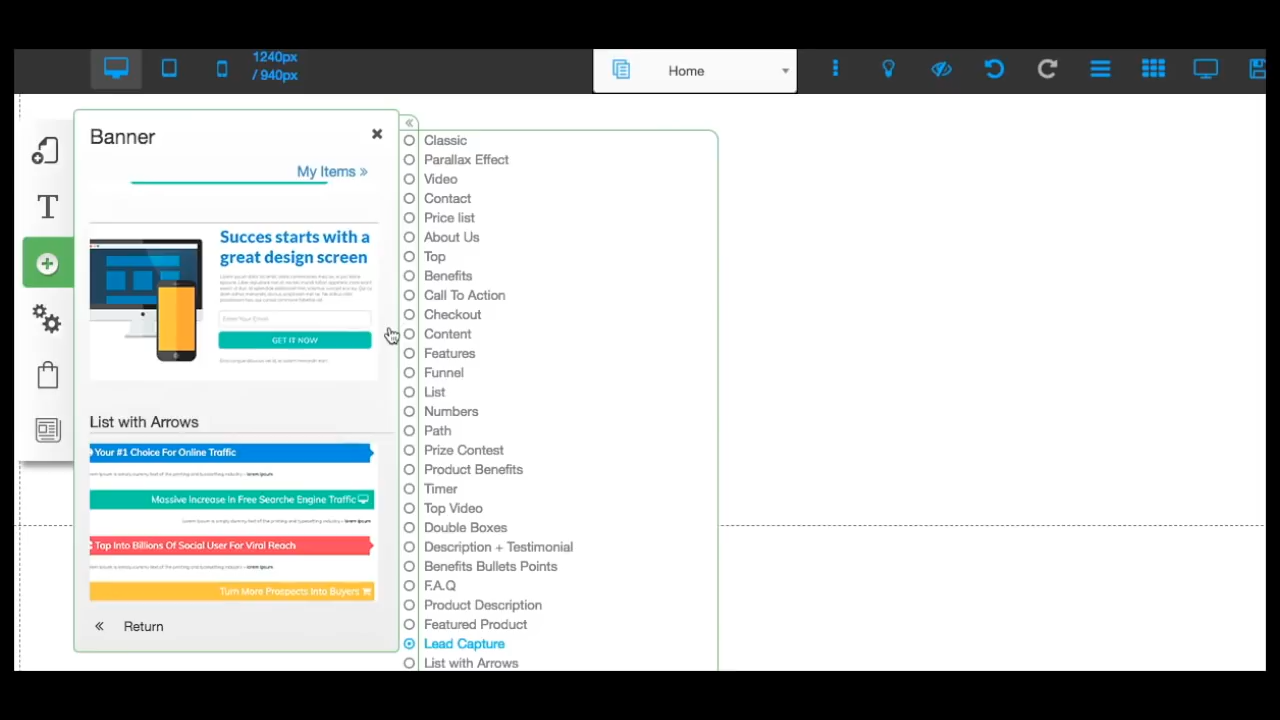 1240px
/ 940px
Home
Banner
My Items »
Succes starts with a
great design screen
Enter Your Email
GET IT NOW
List with Arrows
Your #1 Choice For Online Traffic
Massive Increase In Free Searche Engine Traffic
Tap Into Billions Of Social User For Viral Reach
Turn More Prospects Into Buyers
« Return
«
Classic
Parallax Effect
Video
Contact
Price list
About Us
Top
Benefits
Call To Action
Checkout
Content
Features
Funnel
List
Numbers
Path
Prize Contest
Product Benefits
Timer
Top Video
Double Boxes
Description + Testimonial
Benefits Bullets Points
F.A.Q
Product Description
Featured Product
Lead Capture
List with Arrows